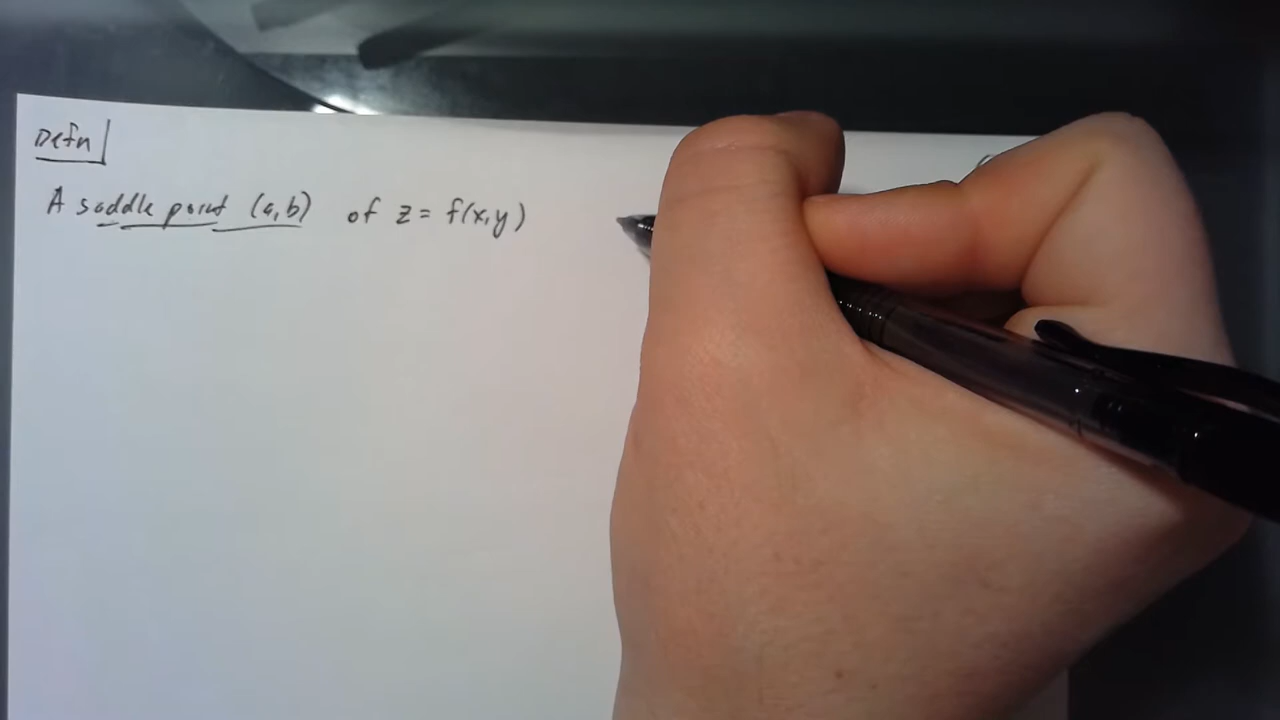 Defn
A saddle point (a,b) of z = f(x,y)